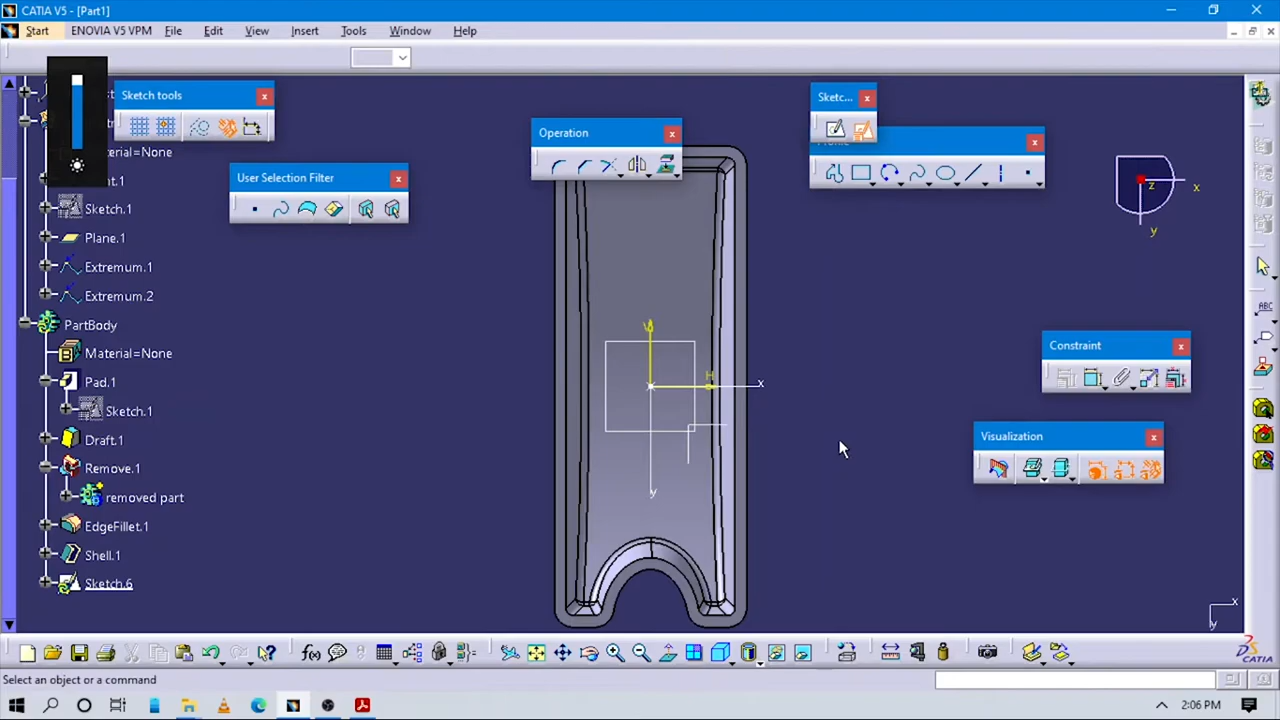 CATIA V5 - [Part1]
Start ENOVIA V5 VPM File Edit View Insert Tools Window Help
Sketch tools
Sketc...
Operation
User Selection Filter
Material=None
Sketch.1
Plane.1
Extremum.1
Extremum.2
PartBody
Material=None
Pad.1
Sketch.1
Draft.1
Remove.1
removed part
EdgeFillet.1
Shell.1
Sketch.6
V
H
x
y
z
x
y
Constraint
Visualization
ABC
x
y
CATIA
Select an object or a command
2:06 PM